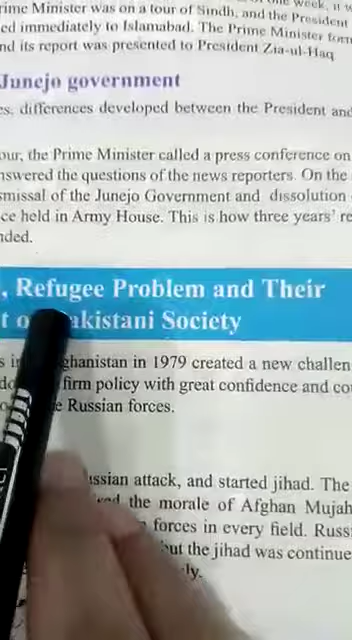 rime Minister was on a tour of Sindh, and the President
ed immediately to Islamabad. The Prime Minister form
nd its report was presented to President Zia-ul-Haq
Junejo government
es, differences developed between the President and
our, the Prime Minister called a press conference on
nswered the questions of the news reporters. On the
smissal of the Junejo Government and dissolution
ce held in Army House. This is how three years' re
nded.
, Refugee Problem and Their
t o akistani Society
s in ghanistan in 1979 created a new challen
do firm policy with great confidence and co
e Russian forces.
ussian attack, and started jihad. The
the morale of Afghan Mujah
forces in every field. Russ
but the jihad was continue
ly.